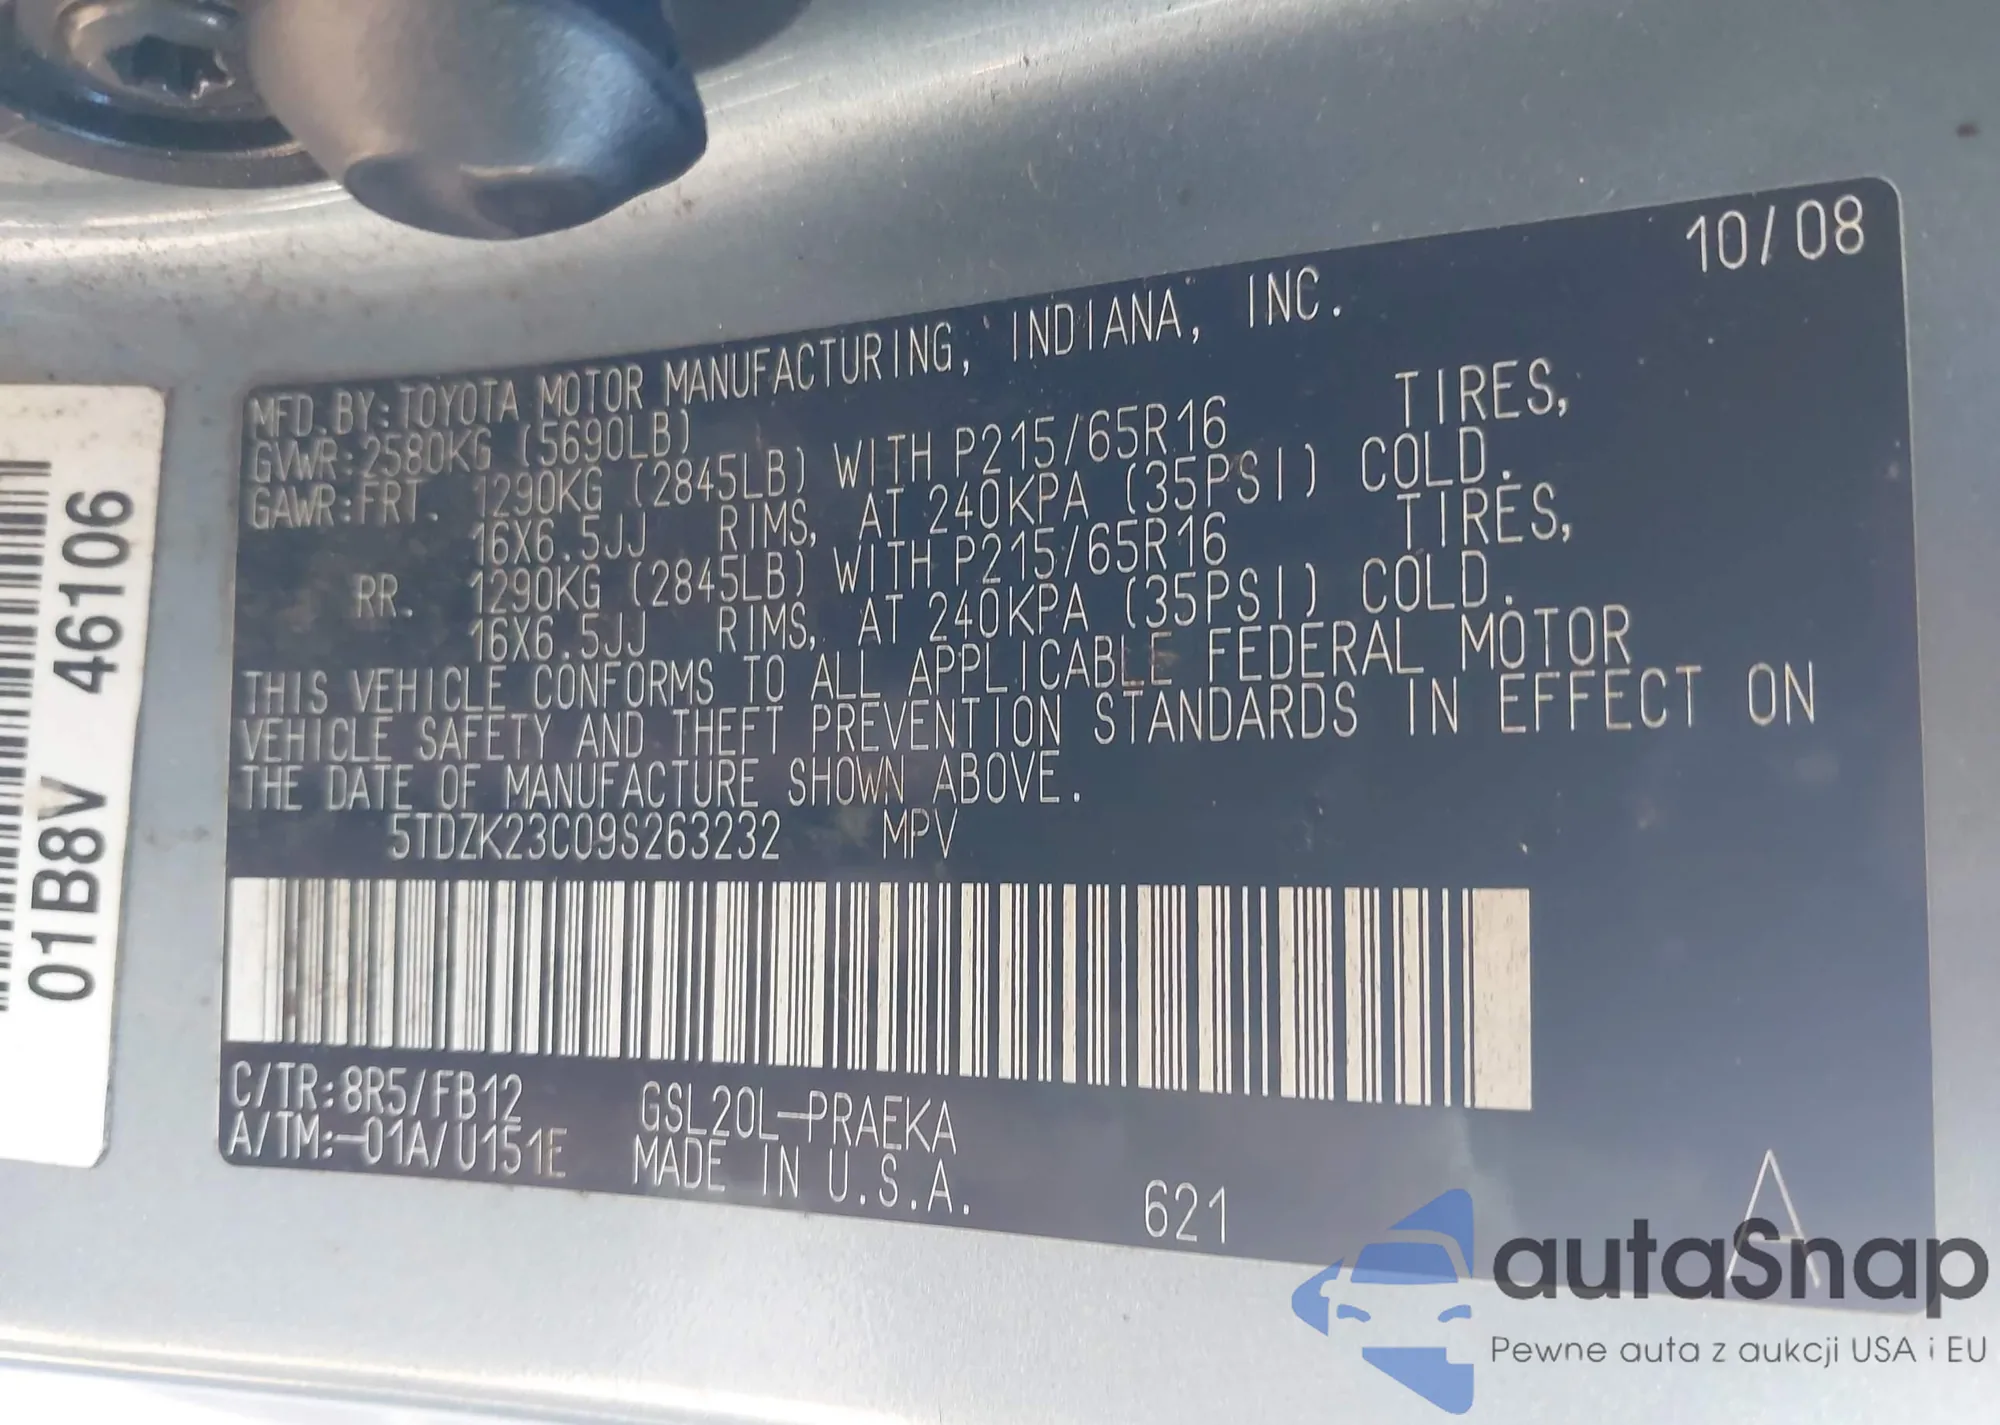 10/08
MFD.BY:TOYOTA MOTOR MANUFACTURING, INDIANA, INC.
GVWR:2580KG (5690LB)
GAWR:FRT. 1290KG (2845LB) WITH P215/65R16 TIRES,
16X6.5JJ RIMS, AT 240KPA (35PSI) COLD.
RR. 1290KG (2845LB) WITH P215/65R16 TIRES,
16X6.5JJ RIMS, AT 240KPA (35PSI) COLD.
THIS VEHICLE CONFORMS TO ALL APPLICABLE FEDERAL MOTOR
VEHICLE SAFETY AND THEFT PREVENTION STANDARDS IN EFFECT ON
THE DATE OF MANUFACTURE SHOWN ABOVE.
5TDZK23C09S263232 MPV
C/TR:8R5/FB12 GSL20L-PRAEKA
A/TM:-01A/U151E MADE IN U.S.A.
621
A
01B8V 46106
autaSnap
Pewne auta z aukcji USA i EU